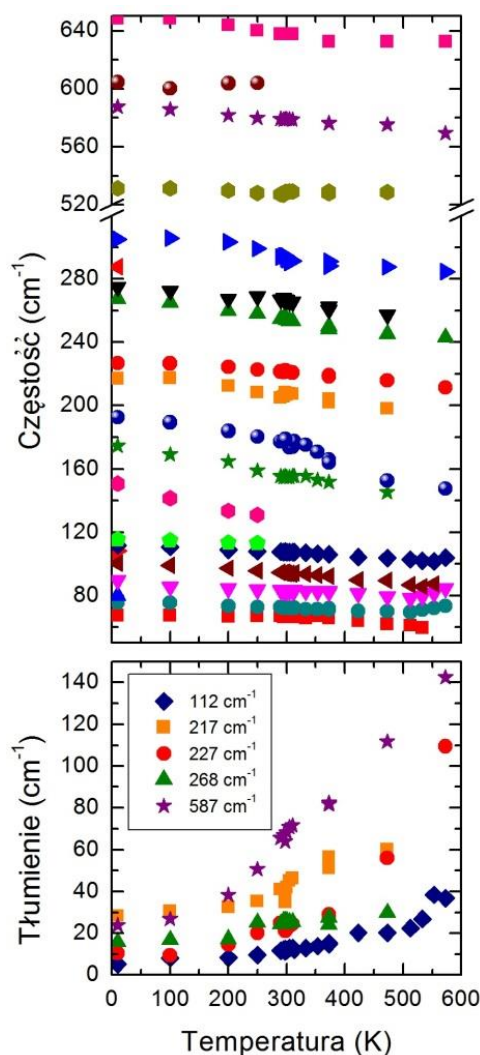 640
600
560
520
280
240
200
160
120
80
Częstość (cm⁻¹)
140
120
100
80
60
40
20
0
Tłumienie (cm⁻¹)
112 cm⁻¹
217 cm⁻¹
227 cm⁻¹
268 cm⁻¹
587 cm⁻¹
0 100 200 300 400 500 600
Temperatura (K)